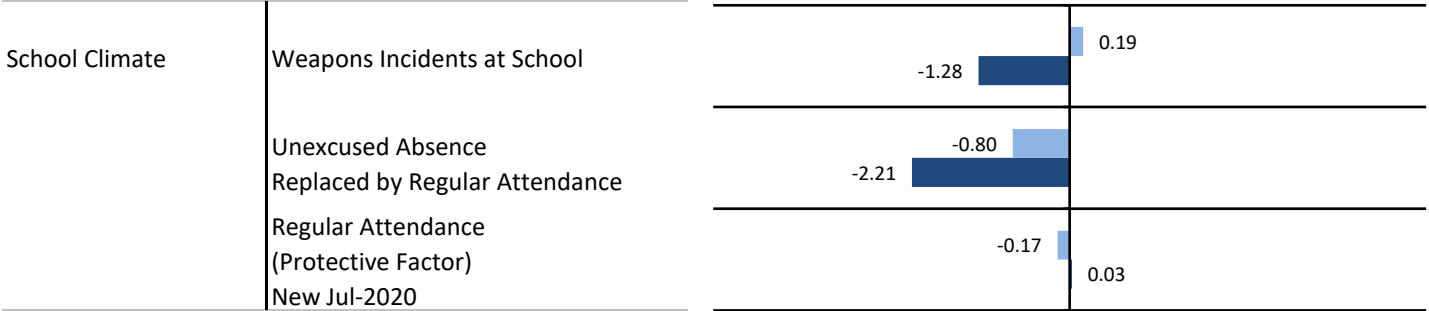 School Climate
Weapons Incidents at School
0.19
-1.28
Unexcused Absence
Replaced by Regular Attendance
-0.80
-2.21
Regular Attendance
(Protective Factor)
New Jul-2020
-0.17
0.03